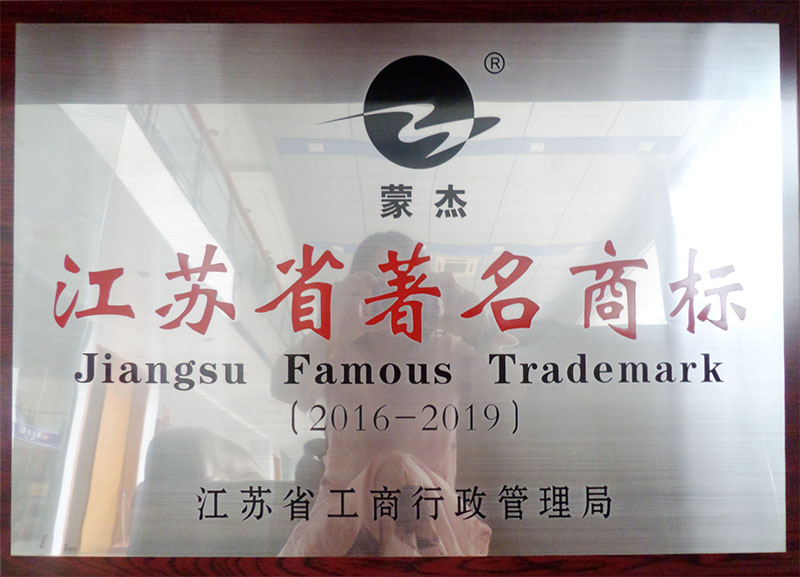 ®
蒙杰
江苏省著名商标
Jiangsu Famous Trademark
(2016-2019)
江苏省工商行政管理局